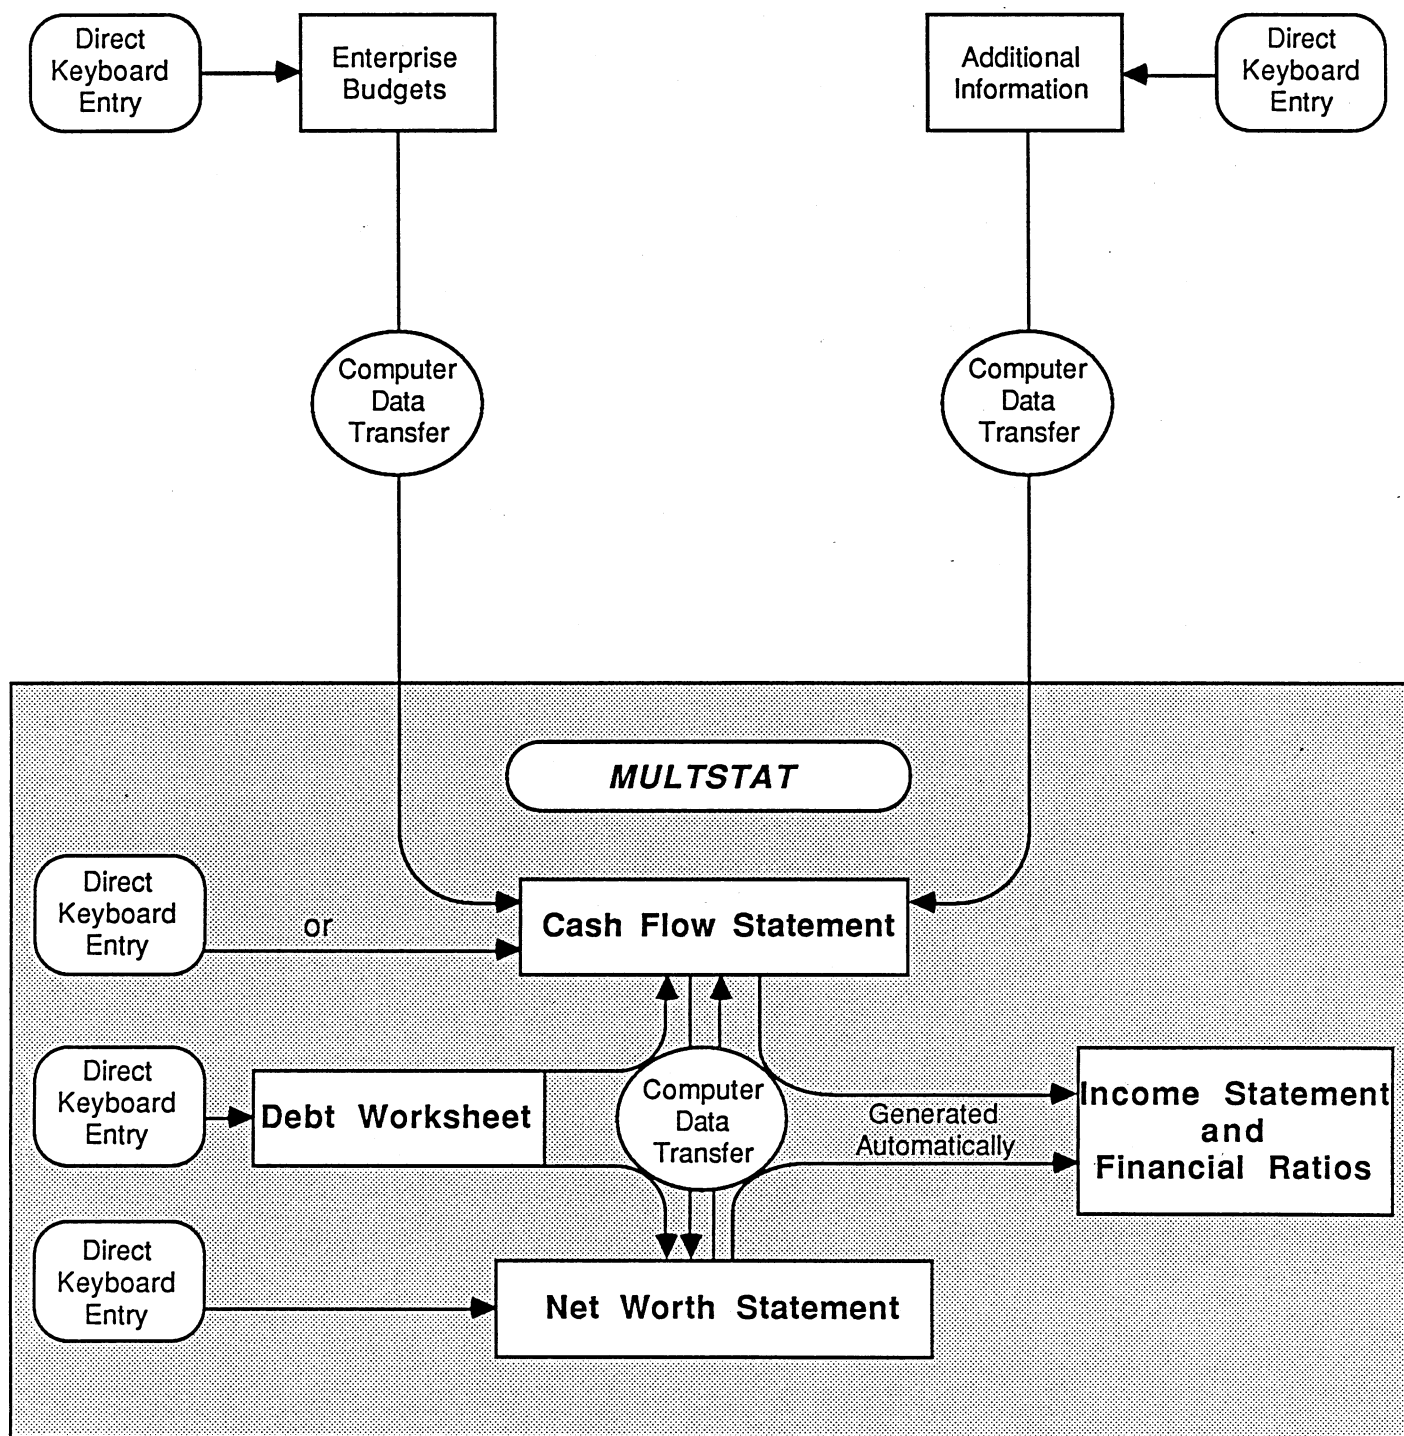 Direct
Keyboard
Entry
Enterprise
Budgets
Additional
Information
Direct
Keyboard
Entry
Computer
Data
Transfer
Computer
Data
Transfer
MULTSTAT
Direct
Keyboard
Entry
or
Cash Flow Statement
Direct
Keyboard
Entry
Debt Worksheet
Computer
Data
Transfer
Generated
Automatically
Income Statement
and
Financial Ratios
Direct
Keyboard
Entry
Net Worth Statement